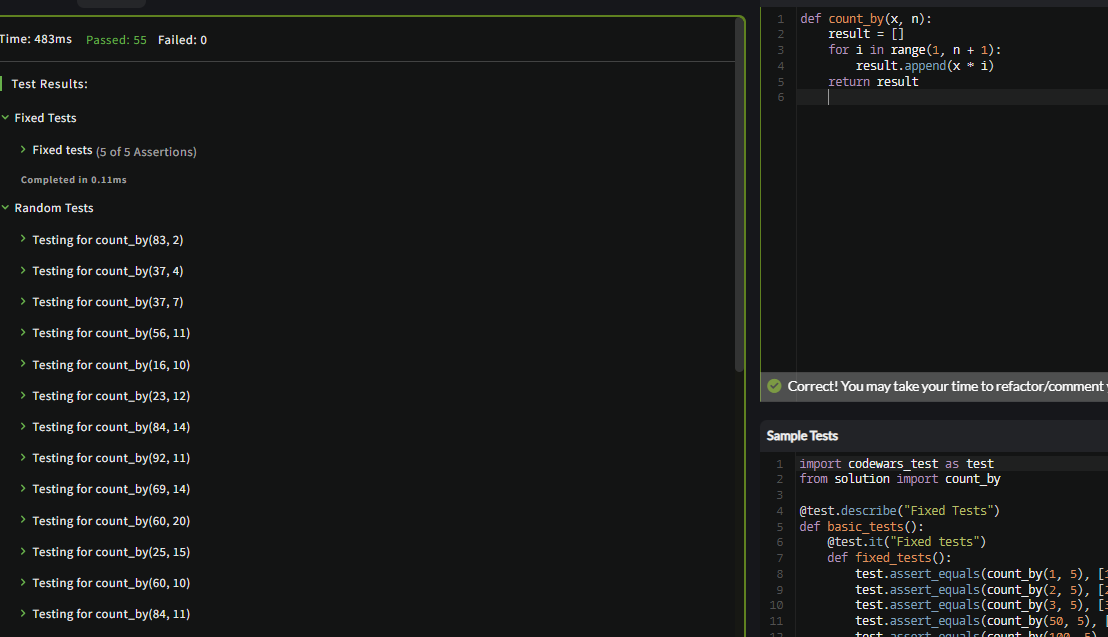 Time: 483ms Passed: 55 Failed: 0
Test Results:
Fixed Tests
Fixed tests (5 of 5 Assertions)
Completed in 0.11ms
Random Tests
Testing for count_by(83, 2)
Testing for count_by(37, 4)
Testing for count_by(37, 7)
Testing for count_by(56, 11)
Testing for count_by(16, 10)
Testing for count_by(23, 12)
Testing for count_by(84, 14)
Testing for count_by(92, 11)
Testing for count_by(69, 14)
Testing for count_by(60, 20)
Testing for count_by(25, 15)
Testing for count_by(60, 10)
Testing for count_by(84, 11)
1 def count_by(x, n):
2 result = []
3 for i in range(1, n + 1):
4 result.append(x * i)
5 return result
6
Correct! You may take your time to refactor/comment
Sample Tests
1 import codewars_test as test
2 from solution import count_by
3
4 @test.describe("Fixed Tests")
5 def basic_tests():
6 @test.it("Fixed tests")
7 def fixed_tests():
8 test.assert_equals(count_by(1, 5), [1
9 test.assert_equals(count_by(2, 5), [2
10 test.assert_equals(count_by(3, 5), [3
11 test.assert_equals(count_by(50, 5), [
12 test.assert_equals(count_by(100, 5),